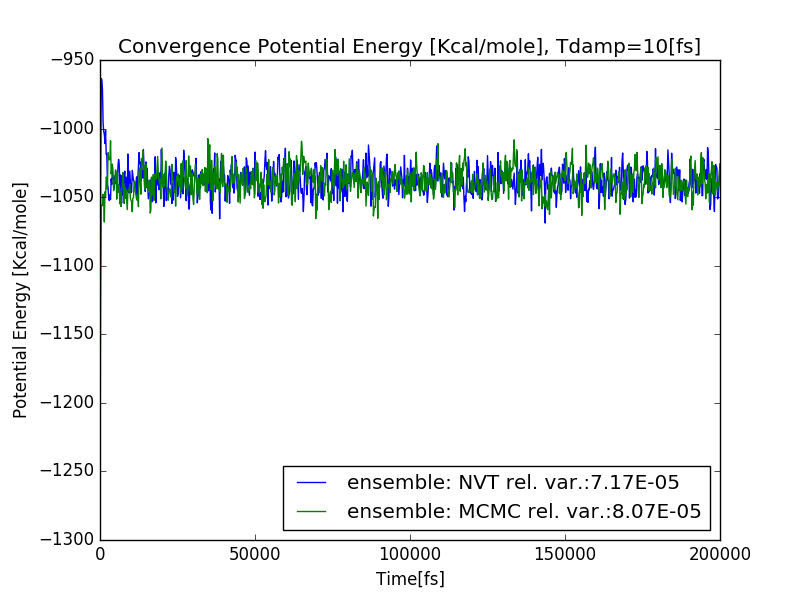 Convergence Potential Energy [Kcal/mole], Tdamp=10[fs]
−950
−1000
−1050
−1100
−1150
−1200
−1250
−1300
Potential Energy [Kcal/mole]
ensemble: NVT rel. var.:7.17E-05
ensemble: MCMC rel. var.:8.07E-05
0 50000 100000 150000 200000
Time[fs]